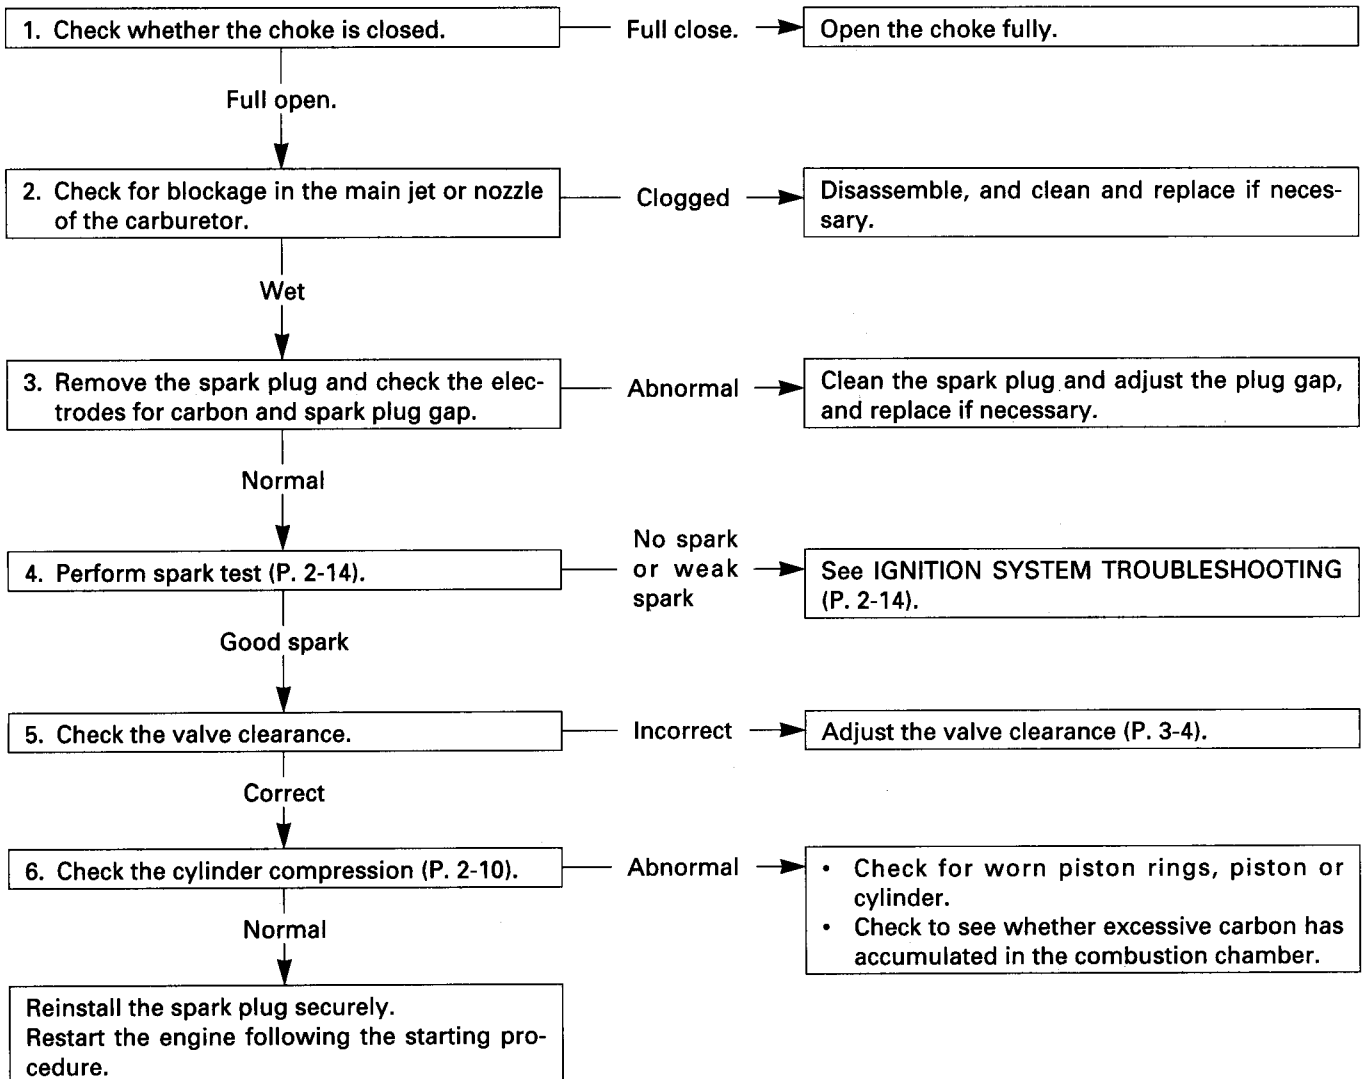 1. Check whether the choke is closed.
Full close.
Open the choke fully.
Full open.
2. Check for blockage in the main jet or nozzle
of the carburetor.
Clogged
Disassemble, and clean and replace if neces-
sary.
Wet
3. Remove the spark plug and check the elec-
trodes for carbon and spark plug gap.
Abnormal
Clean the spark plug and adjust the plug gap,
and replace if necessary.
Normal
4. Perform spark test (P. 2-14).
No spark
or weak
spark
See IGNITION SYSTEM TROUBLESHOOTING
(P. 2-14).
Good spark
5. Check the valve clearance.
Incorrect
Adjust the valve clearance (P. 3-4).
Correct
6. Check the cylinder compression (P. 2-10).
Abnormal
• Check for worn piston rings, piston or
cylinder.
• Check to see whether excessive carbon has
accumulated in the combustion chamber.
Normal
Reinstall the spark plug securely.
Restart the engine following the starting pro-
cedure.